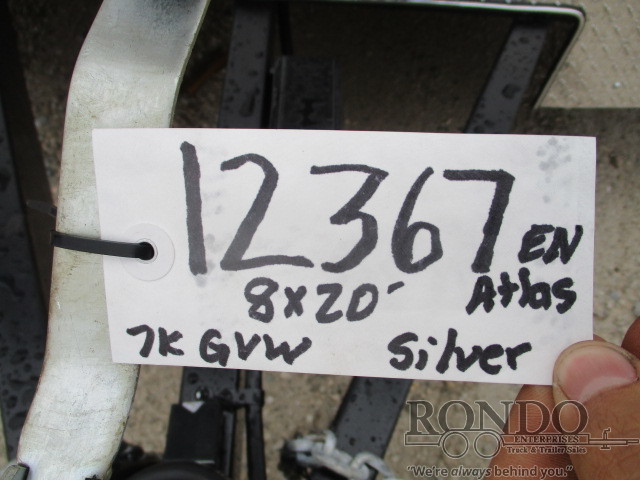 12367 EN
8x20' Atlas
7K GVW Silver
RONDO
ENTERPRISES
Truck & Trailer Sales
"We're always behind you."